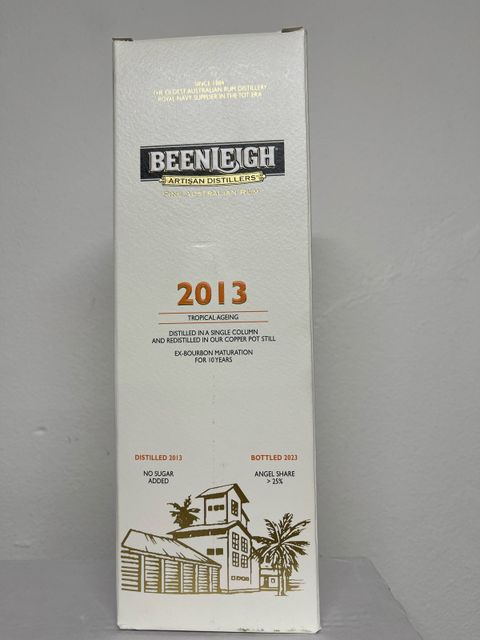 SINCE 1884
THE OLDEST AUSTRALIAN RUM DISTILLERY
ROYAL NAVY SUPPLIER IN THE TOT ERA
BEENLEIGH
ARTISAN DISTILLERS
FINE AUSTRALIAN RUM
2013
TROPICAL AGEING
DISTILLED IN A SINGLE COLUMN
AND REDISTILLED IN OUR COPPER POT STILL
EX-BOURBON MATURATION
FOR 10 YEARS
DISTILLED 2013
NO SUGAR
ADDED
BOTTLED 2023
ANGEL SHARE
> 25%